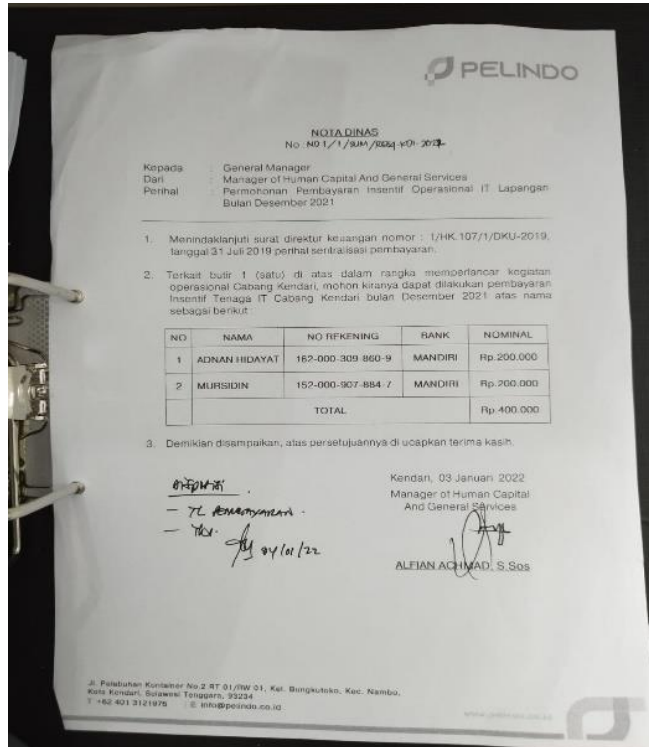 PELINDO
NOTA DINAS
Kepada : General Manager
Dari : Manager of Human Capital And General Services
Perihal : Permohonan Pembayaran Insentif Operasional IT Lapangan
Bulan Desember 2021
1. Menindaklanjuti surat direktur keuangan nomor : 1/HK.107/1/DKU-2019,
tanggal 31 Juli 2019 perihal sentralisasi pembayaran.
2. Terkait butir 1 (satu) di atas dalam rangka memperlancar kegiatan
operasional Cabang Kendari, mohon kiranya dapat dilakukan pembayaran
Insentif Tenaga IT Cabang Kendari bulan Desember 2021 atas nama
sebagai berikut :
NO NAMA NO REKENING BANK NOMINAL
1 ADNAN HIDAYAT 162-000-309-860-9 MANDIRI Rp.200.000
2 MURSIDIN 152-000-907-884-7 MANDIRI Rp.200.000
TOTAL Rp.400.000
3. Demikian disampaikan, atas persetujuannya di ucapkan terima kasih.
Kendari, 03 Januari 2022
Manager of Human Capital
And General Services
- TL PEMBAYARAN.
04/01/22
ALFIAN ACHMAD, S.Sos
Jl. Pelabuhan Kontainer No.2 RT 01/RW 01, Kel. Bungkutoko, Kec. Nambo,
Kota Kendari, Sulawesi Tenggara, 93234
T +62 401 3121975 E info@pelindo.co.id